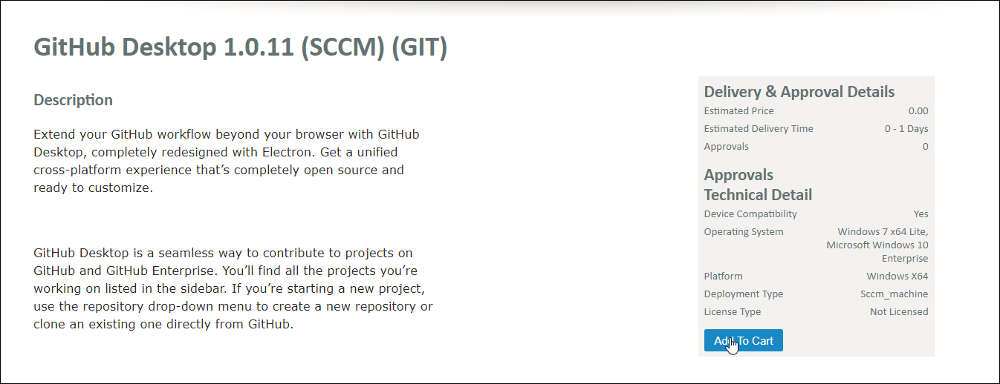 GitHub Desktop 1.0.11 (SCCM) (GIT)
Description
Extend your GitHub workflow beyond your browser with GitHub
Desktop, completely redesigned with Electron. Get a unified
cross-platform experience that’s completely open source and
ready to customize.
GitHub Desktop is a seamless way to contribute to projects on
GitHub and GitHub Enterprise. You’ll find all the projects you’re
working on listed in the sidebar. If you’re starting a new project,
use the repository drop-down menu to create a new repository or
clone an existing one directly from GitHub.
Delivery & Approval Details
Estimated Price 0.00
Estimated Delivery Time 0 - 1 Days
Approvals 0
Approvals
Technical Detail
Device Compatibility Yes
Operating System Windows 7 x64 Lite,
Microsoft Windows 10
Enterprise
Platform Windows X64
Deployment Type Sccm_machine
License Type Not Licensed
Add To Cart